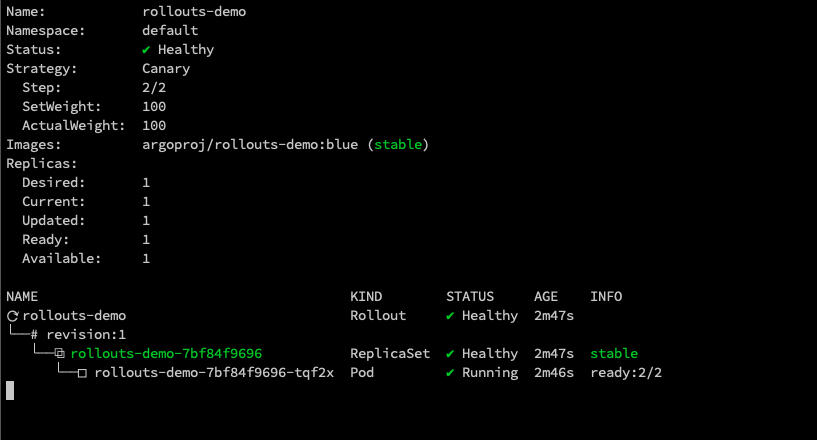 Name:            rollouts-demo
Namespace:       default
Status:          ✔ Healthy
Strategy:        Canary
  Step:          2/2
  SetWeight:     100
  ActualWeight:  100
Images:          argoproj/rollouts-demo:blue (stable)
Replicas:
  Desired:       1
  Current:       1
  Updated:       1
  Ready:         1
  Available:     1
NAME                                       KIND        STATUS     AGE    INFO
⟳ rollouts-demo                            Rollout     ✔ Healthy  2m47s
└──# revision:1
   └──⧉ rollouts-demo-7bf84f9696           ReplicaSet  ✔ Healthy  2m47s  stable
      └──□ rollouts-demo-7bf84f9696-tqf2x  Pod         ✔ Running  2m46s  ready:2/2